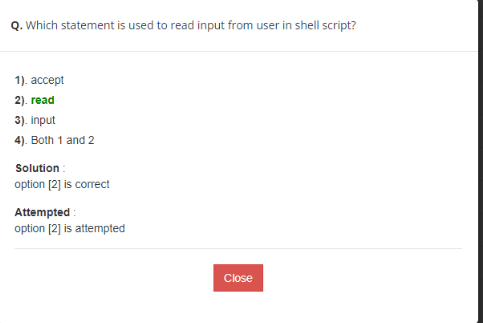 Q. Which statement is used to read input from user in shell script?
1). accept
2). read
3). input
4). Both 1 and 2
Solution :
option [2] is correct
Attempted :
option [2] is attempted
Close